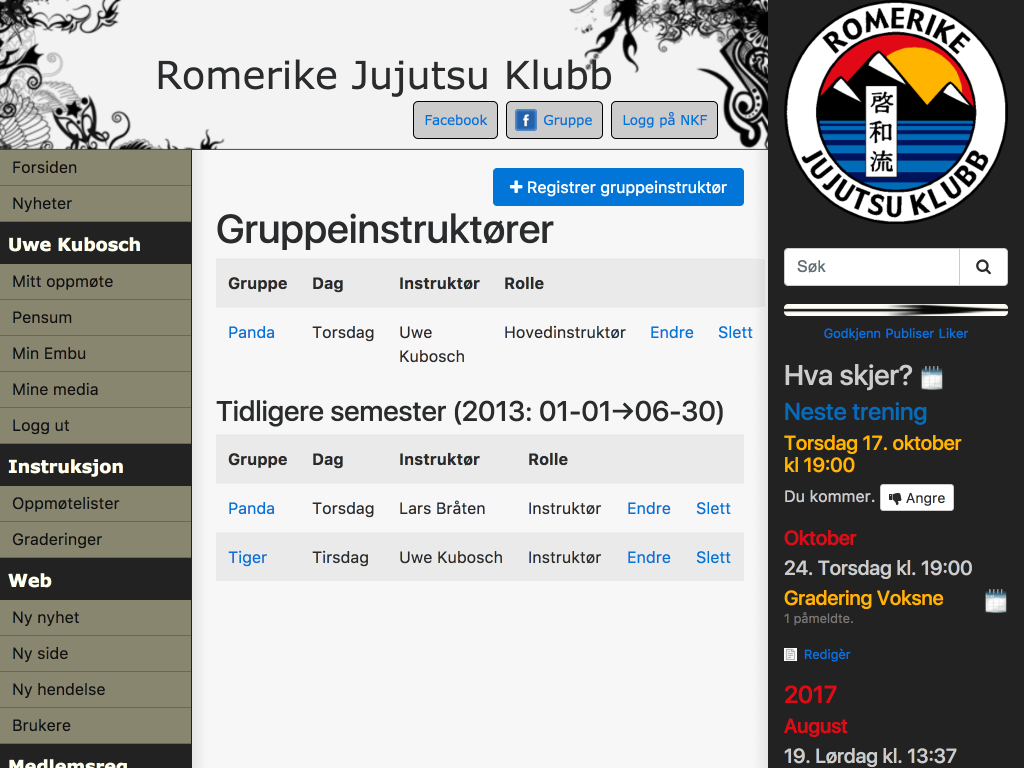 Romerike Jujutsu Klubb
Facebook
Gruppe
Logg på NKF
Forsiden
Nyheter
Uwe Kubosch
Mitt oppmøte
Pensum
Min Embu
Mine media
Logg ut
Instruksjon
Oppmøtelister
Graderinger
Web
Ny nyhet
Ny side
Ny hendelse
Brukere
Medlemsreg
Registrer gruppeinstruktør
Gruppeinstruktører
Gruppe Dag Instruktør Rolle
Panda Torsdag Uwe Kubosch Hovedinstruktør Endre Slett
Tidligere semester (2013: 01-01→06-30)
Gruppe Dag Instruktør Rolle
Panda Torsdag Lars Bråten Instruktør Endre Slett
Tiger Tirsdag Uwe Kubosch Instruktør Endre Slett
ROMERIKE
啓和流
JUJUTSU KLUBB
Søk
Godkjenn Publiser Liker
Hva skjer?
Neste trening
Torsdag 17. oktober
kl 19:00
Du kommer. Angre
Oktober
24. Torsdag kl. 19:00
Gradering Voksne
1 påmeldte.
Redigèr
2017
August
19. Lørdag kl. 13:37